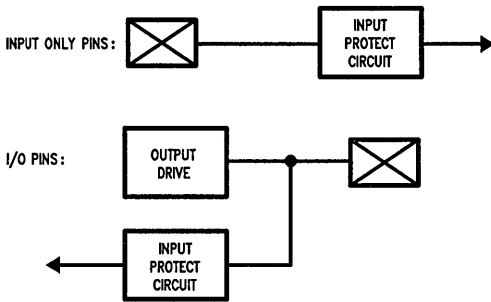 INPUT ONLY PINS:
INPUT
PROTECT
CIRCUIT
I/O PINS:
OUTPUT
DRIVE
INPUT
PROTECT
CIRCUIT